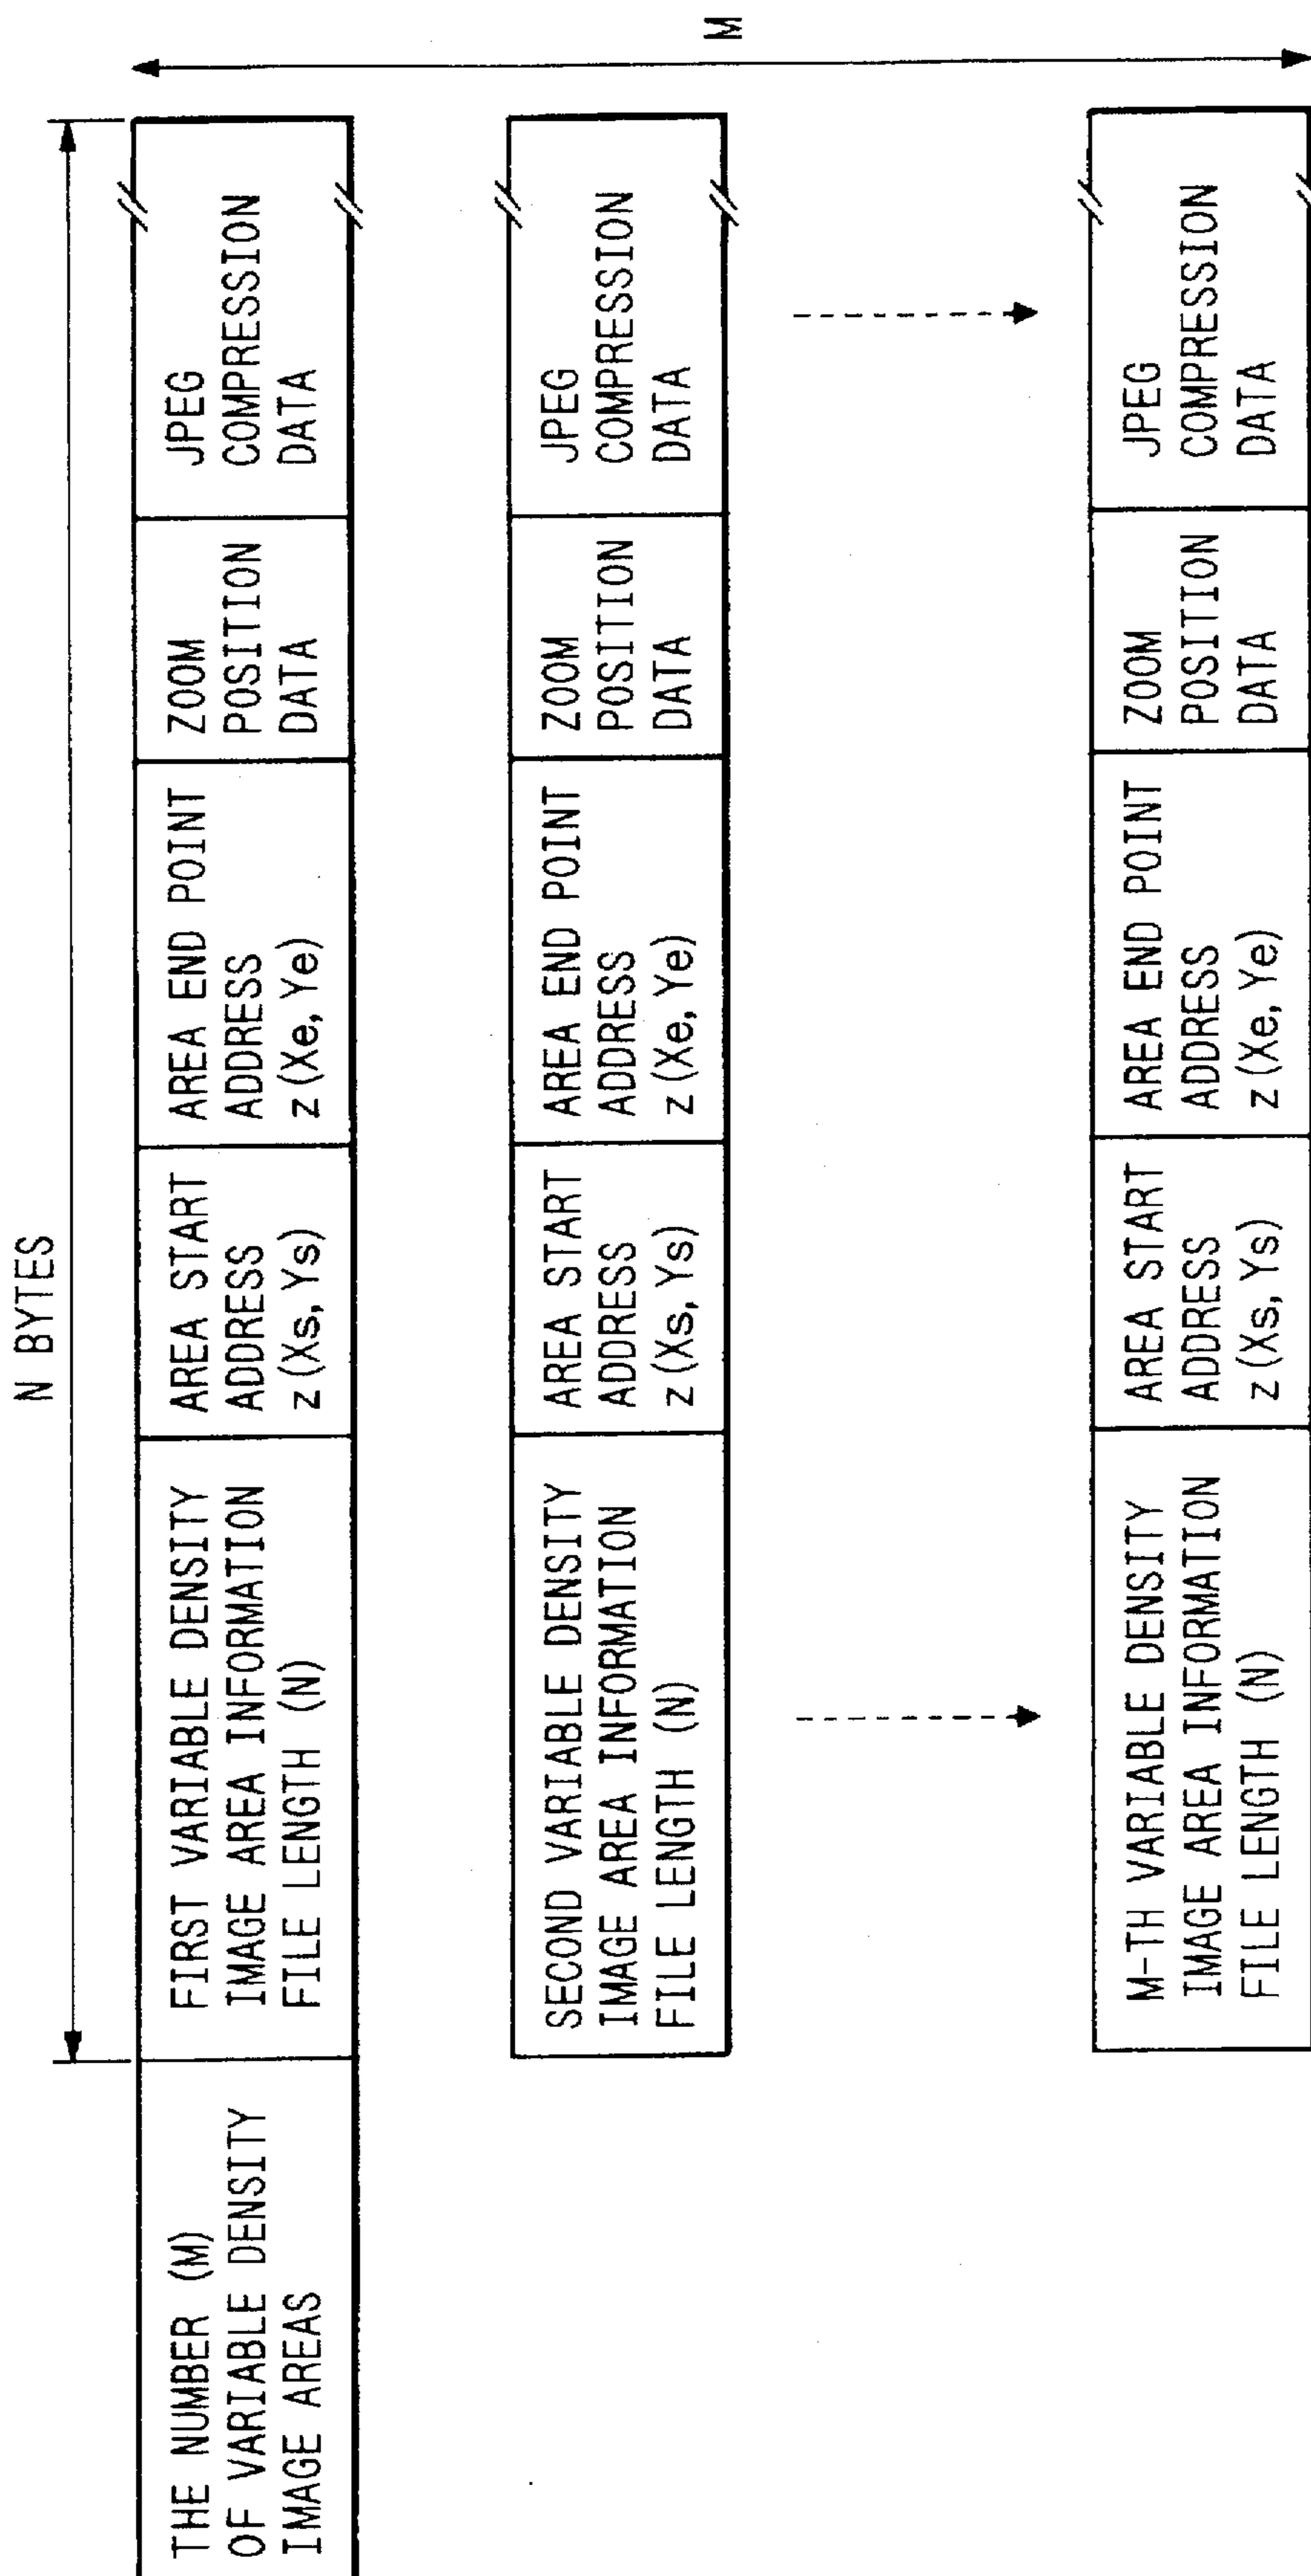 N BYTES
M
THE NUMBER (M)
OF VARIABLE DENSITY
IMAGE AREAS
FIRST VARIABLE DENSITY
IMAGE AREA INFORMATION
FILE LENGTH (N)
AREA START
ADDRESS
z(Xs, Ys)
AREA END POINT
ADDRESS
z(Xe, Ye)
ZOOM
POSITION
DATA
JPEG
COMPRESSION
DATA
SECOND VARIABLE DENSITY
IMAGE AREA INFORMATION
FILE LENGTH (N)
AREA START
ADDRESS
z(Xs, Ys)
AREA END POINT
ADDRESS
z(Xe, Ye)
ZOOM
POSITION
DATA
JPEG
COMPRESSION
DATA
M-TH VARIABLE DENSITY
IMAGE AREA INFORMATION
FILE LENGTH (N)
AREA START
ADDRESS
z(Xs, Ys)
AREA END POINT
ADDRESS
z(Xe, Ye)
ZOOM
POSITION
DATA
JPEG
COMPRESSION
DATA